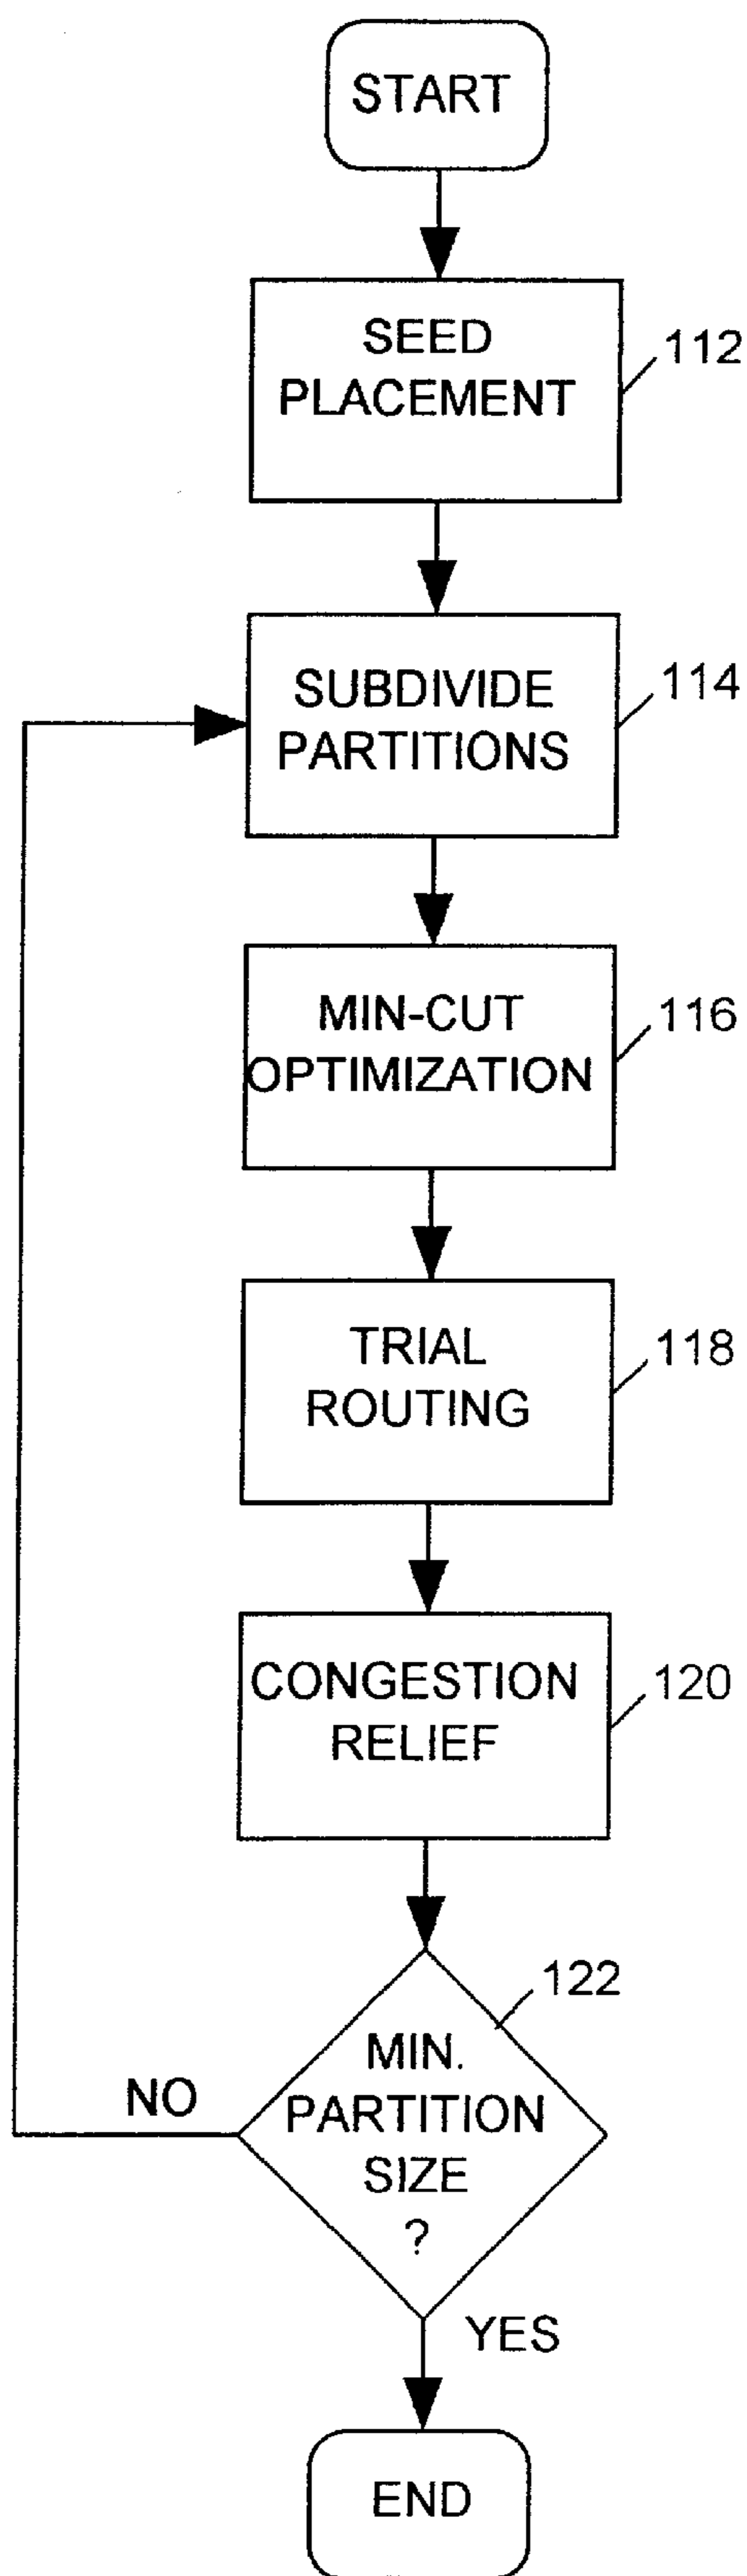 START
SEED
PLACEMENT
112
SUBDIVIDE
PARTITIONS
114
MIN-CUT
OPTIMIZATION
116
TRIAL
ROUTING
118
CONGESTION
RELIEF
120
122
MIN.
PARTITION
SIZE
?
NO
YES
END